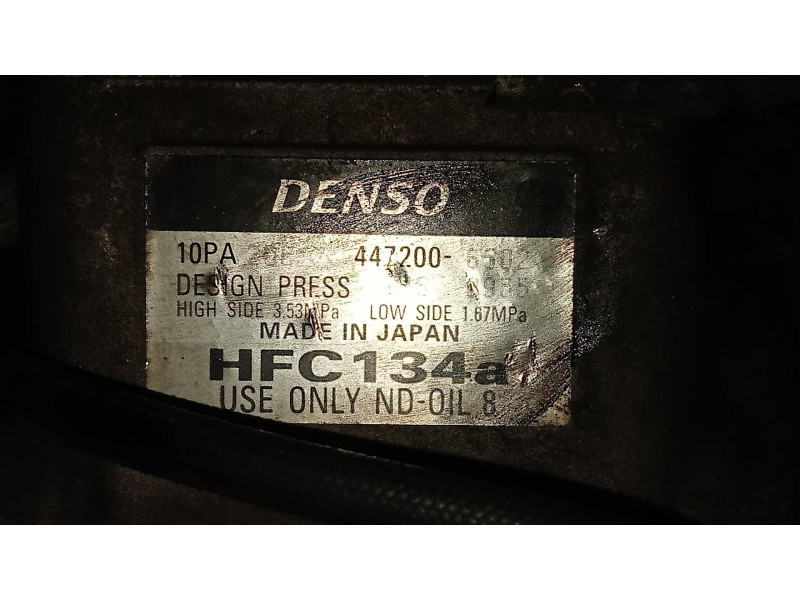 DENSO
10PA 447200-
DESIGN PRESS
HIGH SIDE 3.53MPa LOW SIDE 1.67MPa
MADE IN JAPAN
HFC134a
USE ONLY ND-OIL 8